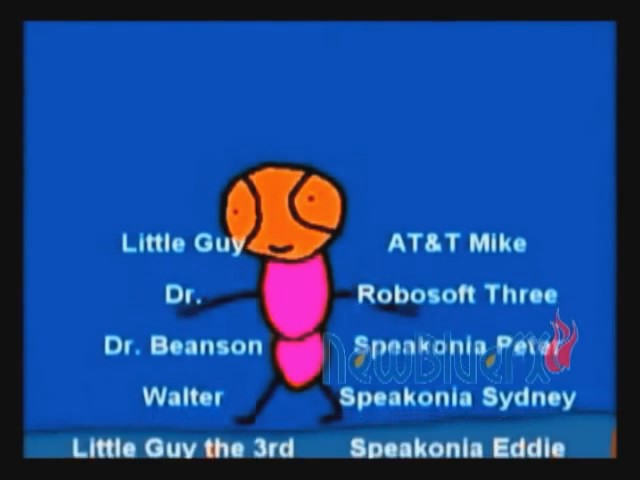 Little Guy AT&T Mike
Dr. Robosoft Three
Dr. Beanson Speakonia Peter
Walter Speakonia Sydney
Little Guy the 3rd Speakonia Eddie
NewBlueFX